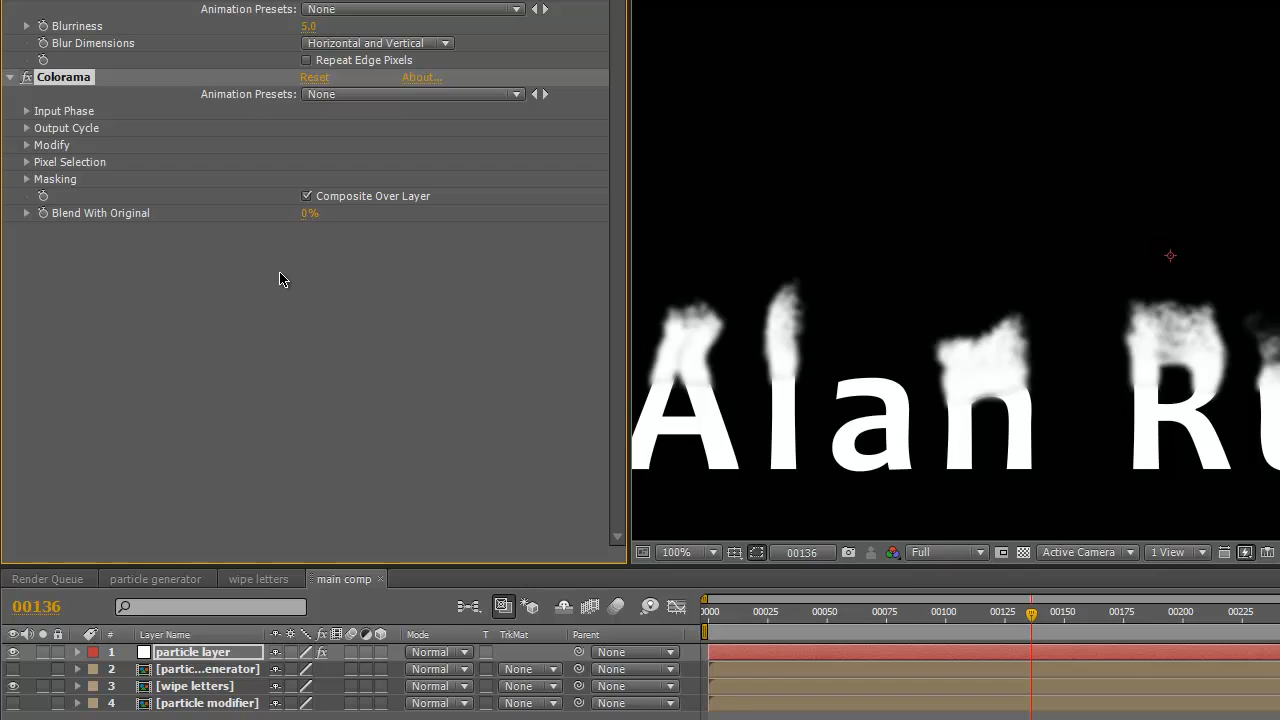 Animation Presets: None
Blurriness 5,0
Blur Dimensions Horizontal and Vertical
Repeat Edge Pixels
fx Colorama Reset About...
Animation Presets: None
Input Phase
Output Cycle
Modify
Pixel Selection
Masking
Composite Over Layer
Blend With Original 0%
Alan R
100% 00136 Full Active Camera 1 View
Render Queue particle generator wipe letters main comp ×
00136 0000 00025 00050 00075 00100 00125 00150 00175 00200 00225
# Layer Name fx Mode T TrkMat Parent
1 particle layer fx Normal None
2 [partic...enerator] Normal None None
3 [wipe letters] Normal None None
4 [particle modifier] Normal None None